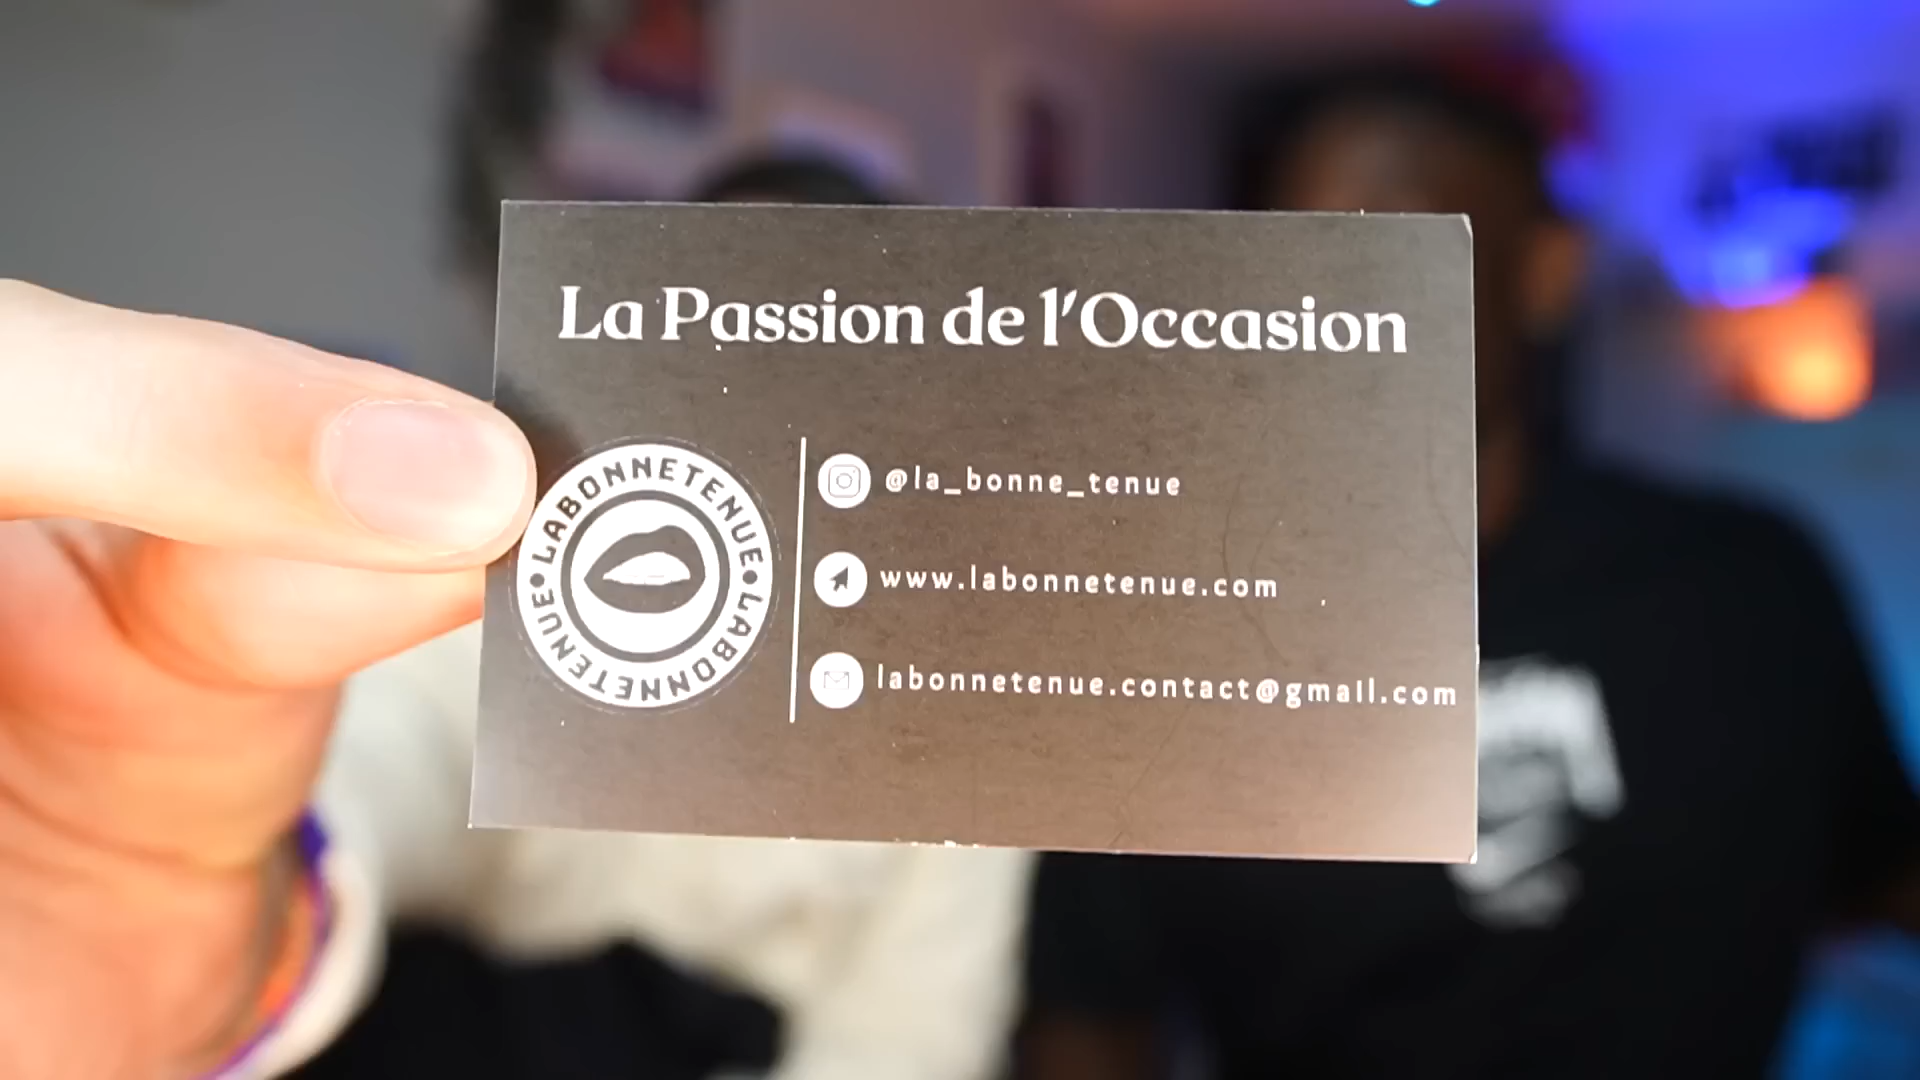 La Passion de l'Occasion
LABONNETENUE • LABONNETENUE •
@la_bonne_tenue
www.labonnetenue.com
labonnetenue.contact@gmail.com